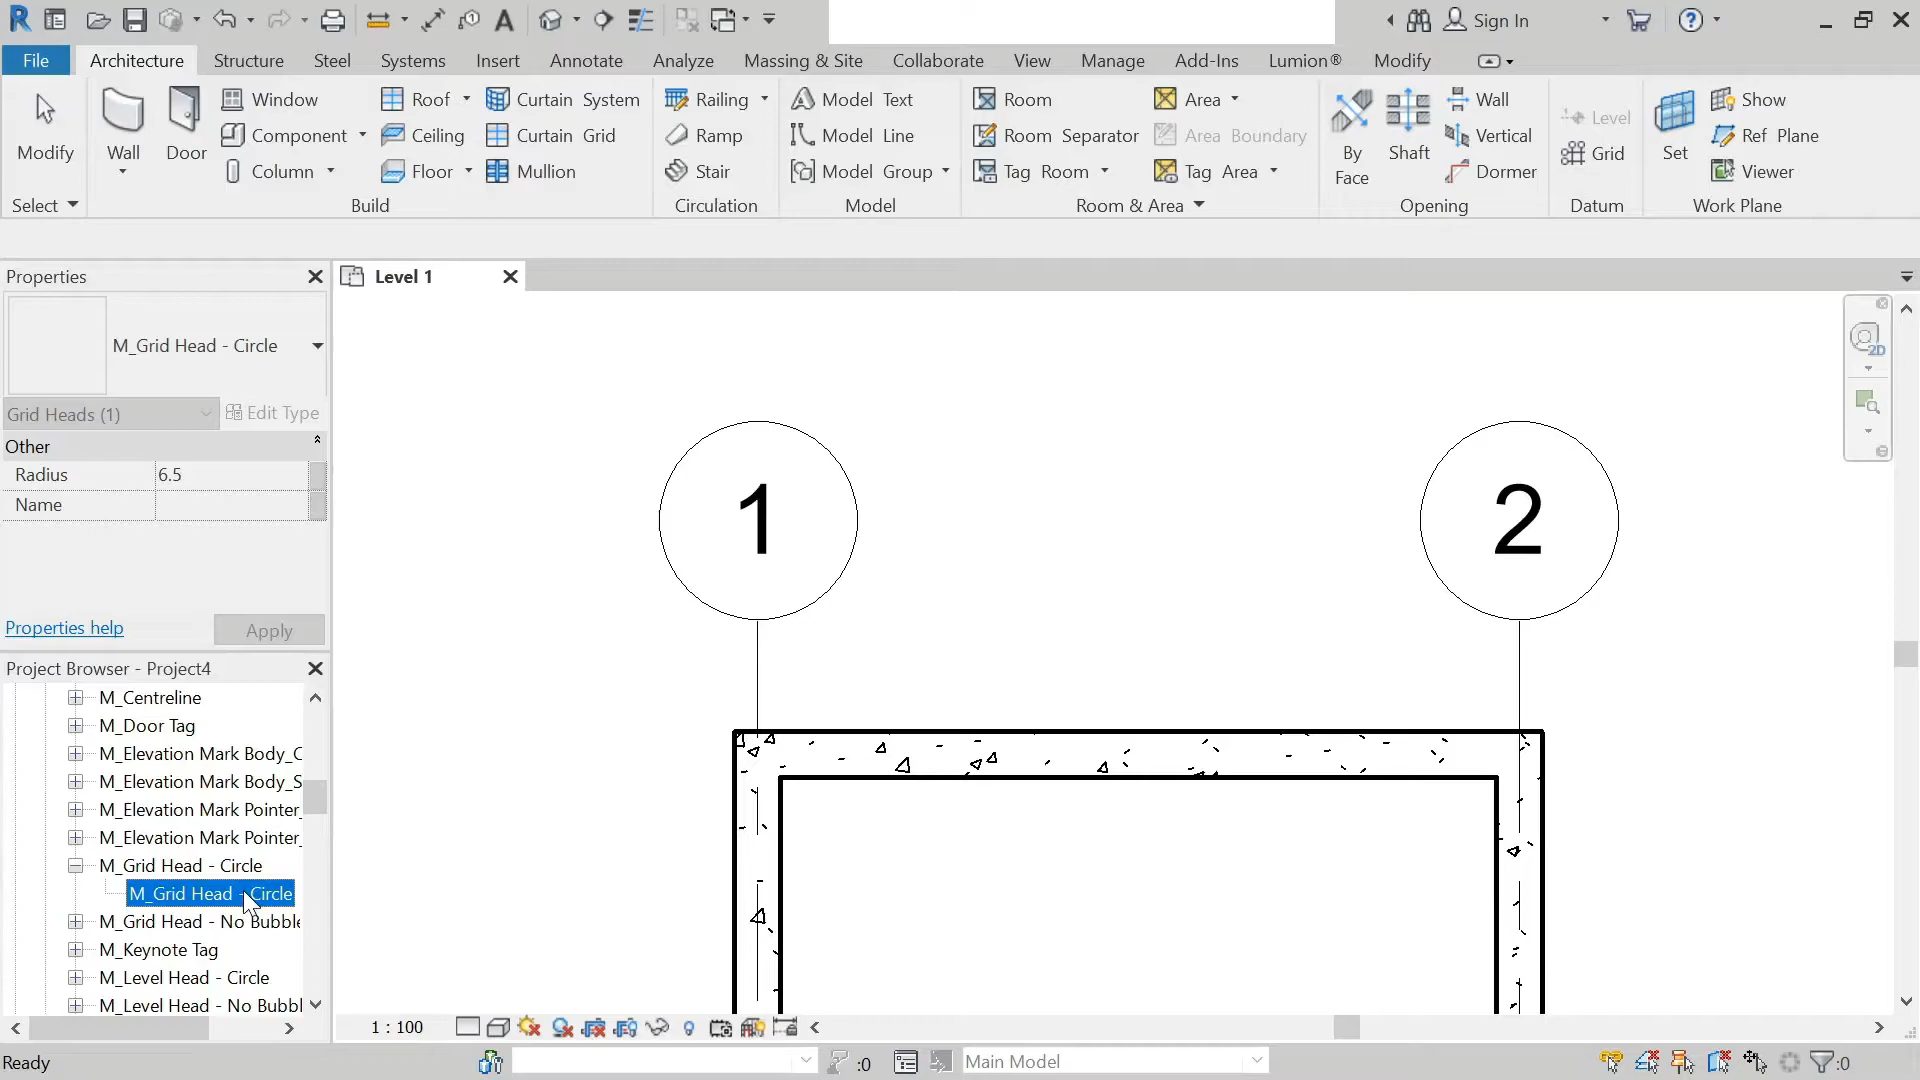 Sign In
File Architecture Structure Steel Systems Insert Annotate Analyze Massing & Site Collaborate View Manage Add-Ins Lumion® Modify
Window Roof Curtain System Railing Model Text Room Area Wall Level Show
Modify Wall Door Component Ceiling Curtain Grid Ramp Model Line Room Separator Area Boundary By Face Shaft Vertical Grid Set Ref Plane
Column Floor Mullion Stair Model Group Tag Room Tag Area Dormer Viewer
Select Build Circulation Model Room & Area Opening Datum Work Plane
Properties
Level 1
M_Grid Head - Circle
2D
Grid Heads (1) Edit Type
Other
Radius 6.5
Name
1 2
Properties help Apply
Project Browser - Project4
M_Centreline
M_Door Tag
M_Elevation Mark Body_C
M_Elevation Mark Body_S
M_Elevation Mark Pointer_
M_Elevation Mark Pointer_
M_Grid Head - Circle
M_Grid Head - Circle
M_Grid Head - No Bubble
M_Keynote Tag
M_Level Head - Circle
M_Level Head - No Bubbl
1 : 100
Ready :0 Main Model :0